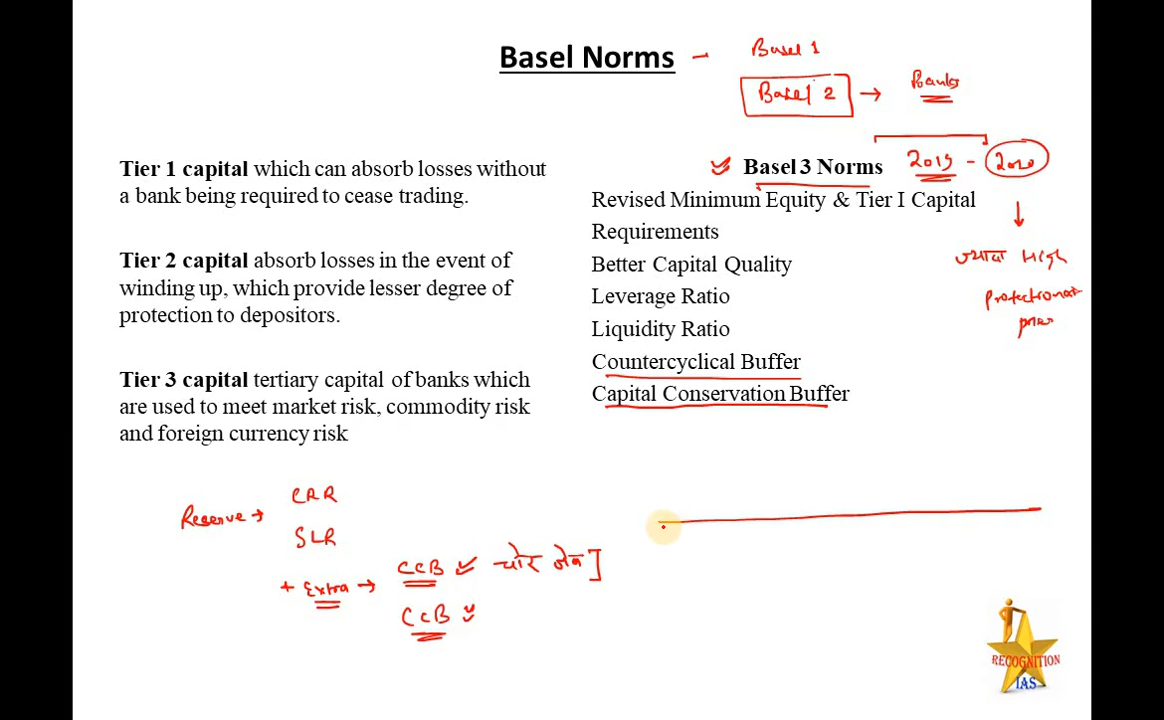 Basel Norms - Basel 1
Basel 2 → Banks
Tier 1 capital which can absorb losses without
a bank being required to cease trading.
Tier 2 capital absorb losses in the event of
winding up, which provide lesser degree of
protection to depositors.
Tier 3 capital tertiary capital of banks which
are used to meet market risk, commodity risk
and foreign currency risk
Basel 3 Norms 2019 - 2020
Revised Minimum Equity & Tier I Capital
Requirements
Better Capital Quality
Leverage Ratio
Liquidity Ratio
Countercyclical Buffer
Capital Conservation Buffer
ज्यादा High
Reserve → CRR
SLR
+ Extra → CCB चोर जेब ]
CCB
RECOGNITION
IAS